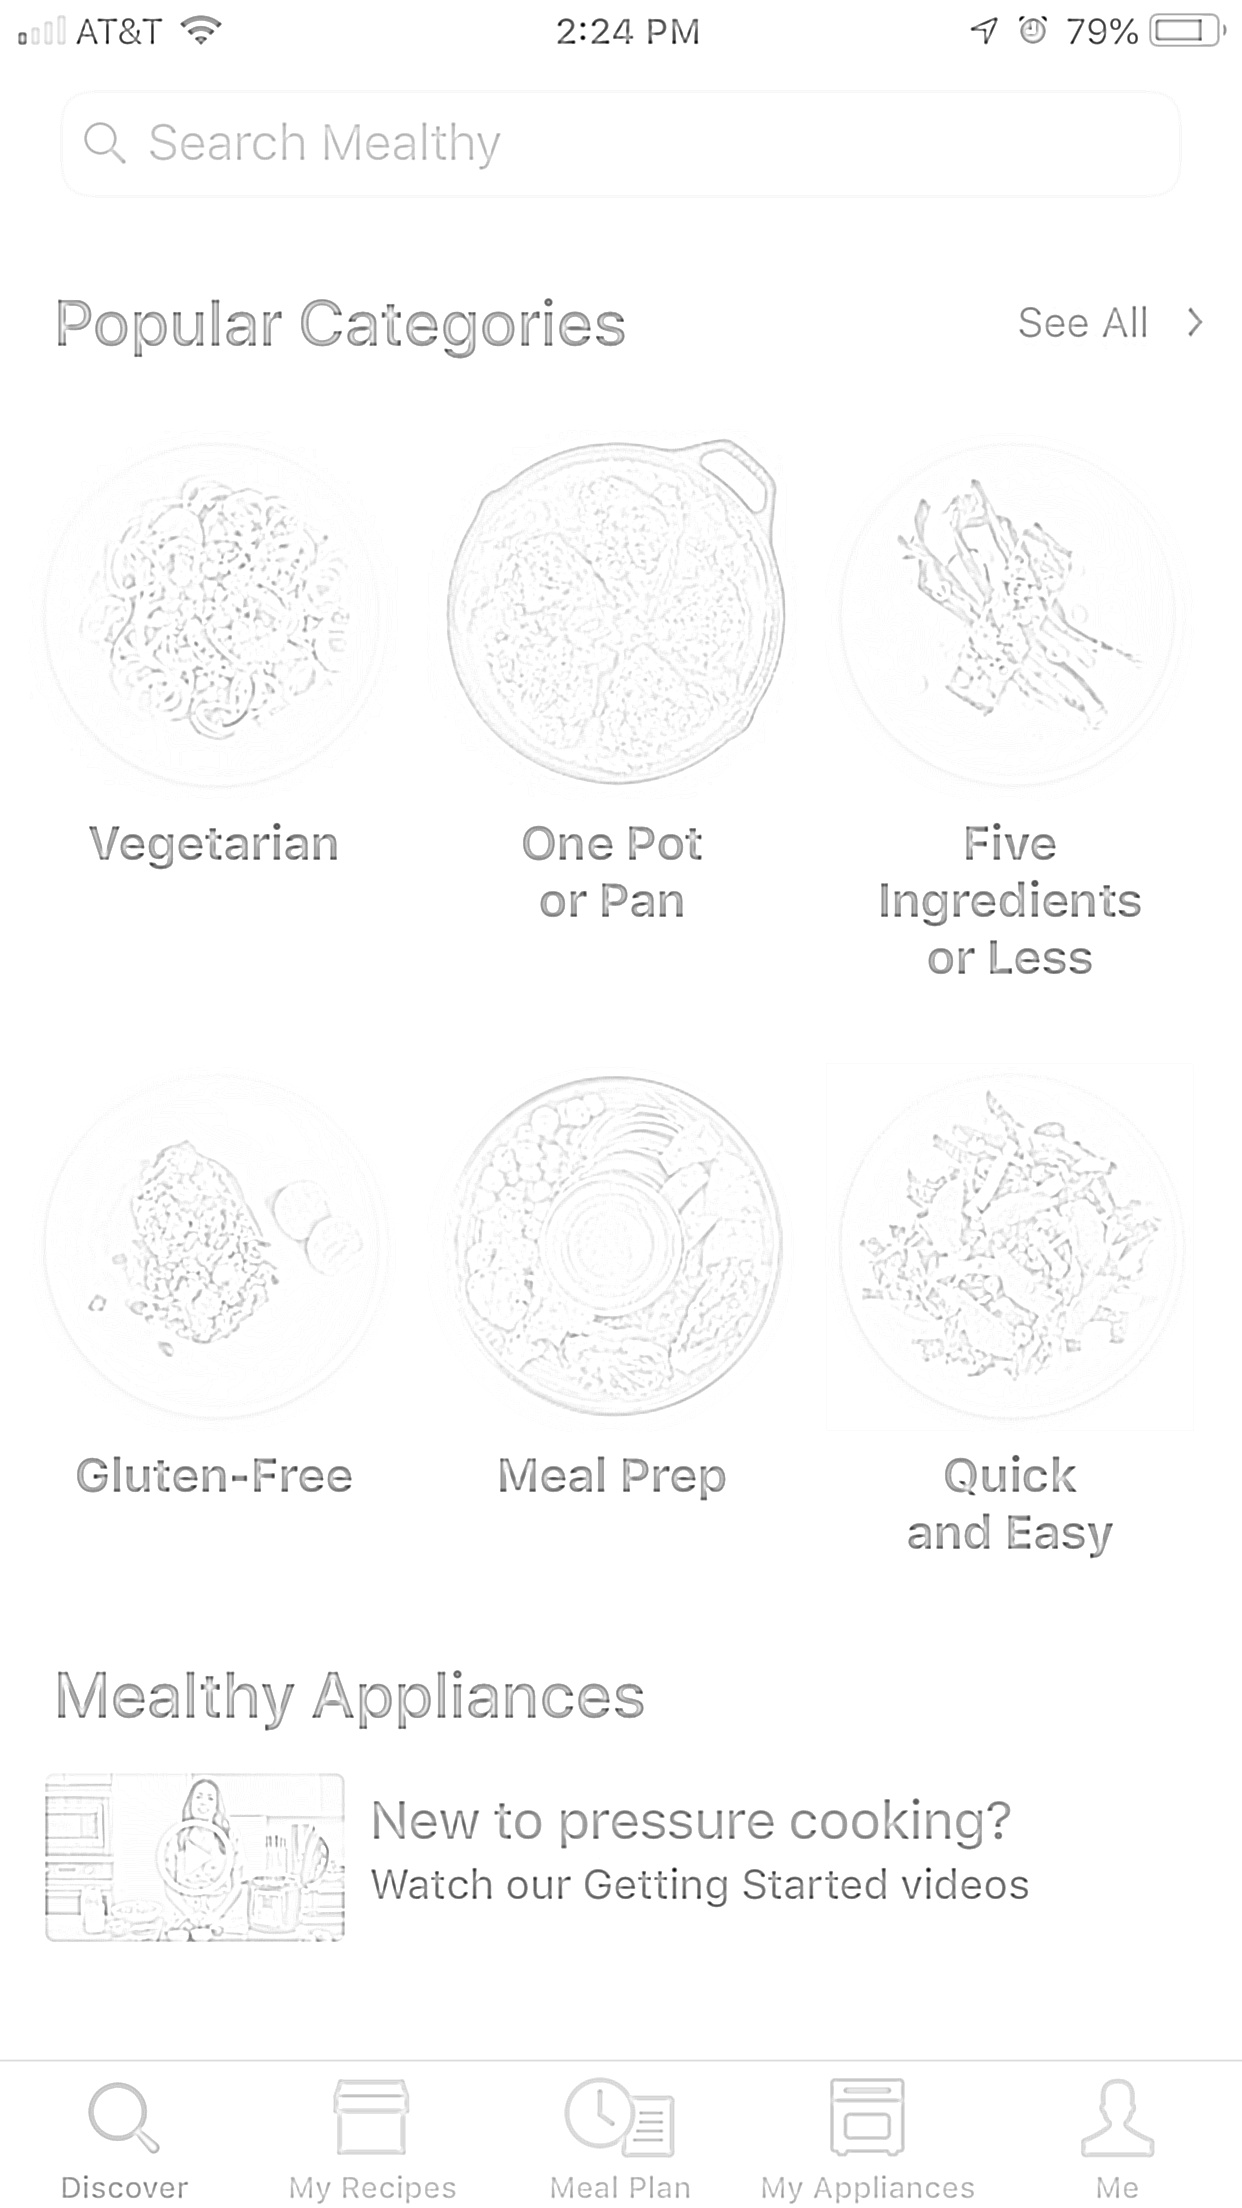 AT&T 2:24 PM 79%
Search Mealthy
Popular Categories See All
Vegetarian
One Pot
or Pan
Five
Ingredients
or Less
Gluten-Free
Meal Prep
Quick
and Easy
Mealthy Appliances
New to pressure cooking?
Watch our Getting Started videos
Discover My Recipes Meal Plan My Appliances Me